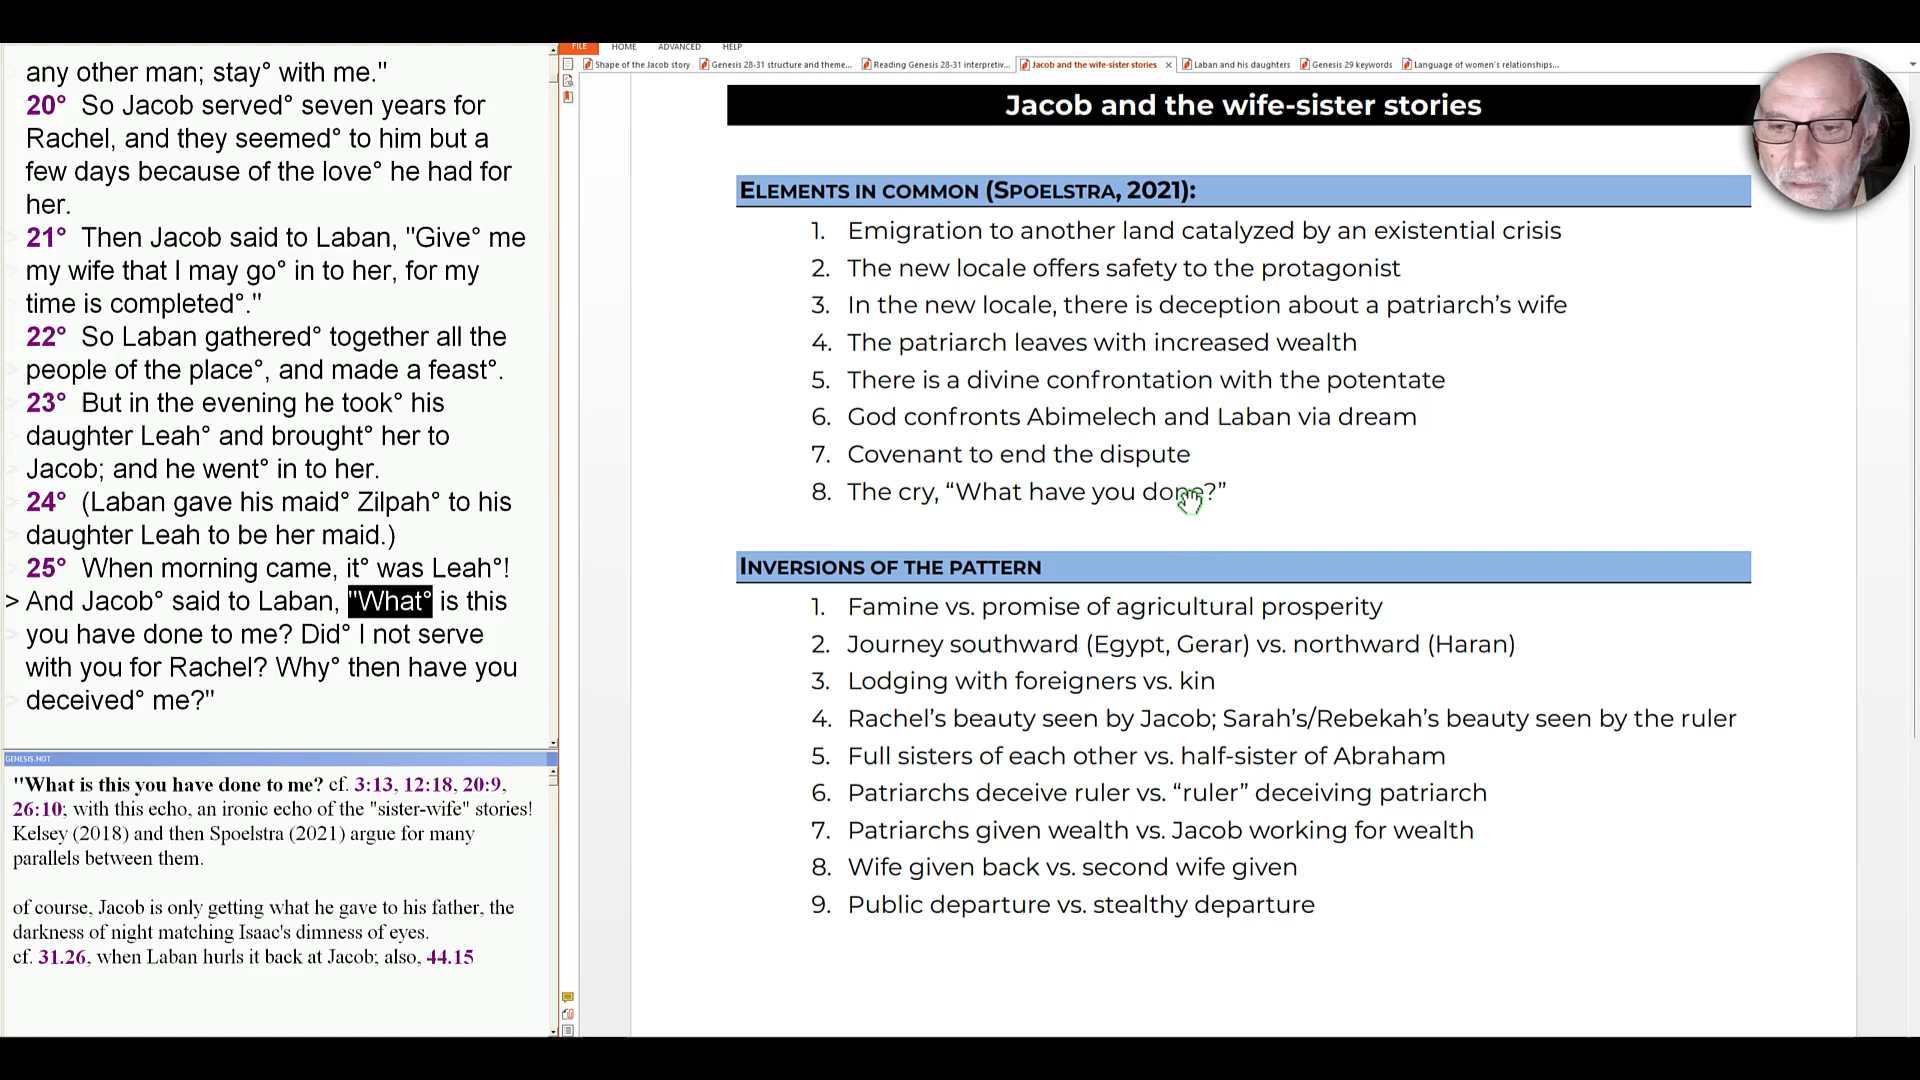 any other man; stay° with me."
20° So Jacob served° seven years for
Rachel, and they seemed° to him but a
few days because of the love° he had for
her.
21° Then Jacob said to Laban, "Give° me
my wife that I may go° in to her, for my
time is completed°."
22° So Laban gathered° together all the
people of the place°, and made a feast°.
23° But in the evening he took° his
daughter Leah° and brought° her to
Jacob; and he went° in to her.
24° (Laban gave his maid° Zilpah° to his
daughter Leah to be her maid.)
25° When morning came, it° was Leah°!
> And Jacob° said to Laban, "What° is this
you have done to me? Did° I not serve
with you for Rachel? Why° then have you
deceived° me?"
GENESIS.NOT
"What is this you have done to me? cf. 3:13, 12:18, 20:9,
26:10; with this echo, an ironic echo of the "sister-wife" stories!
Kelsey (2018) and then Spoelstra (2021) argue for many
parallels between them.
of course, Jacob is only getting what he gave to his father, the
darkness of night matching Isaac's dimness of eyes.
cf. 31.26, when Laban hurls it back at Jacob; also, 44.15
FILE HOME ADVANCED HELP
Shape of the Jacob story Genesis 28-31 structure and theme... Reading Genesis 28-31 interpretiv... Jacob and the wife-sister stories × Laban and his daughters Genesis 29 keywords Language of women's relationships...
Jacob and the wife-sister stories
ELEMENTS IN COMMON (SPOELSTRA, 2021):
1. Emigration to another land catalyzed by an existential crisis
2. The new locale offers safety to the protagonist
3. In the new locale, there is deception about a patriarch’s wife
4. The patriarch leaves with increased wealth
5. There is a divine confrontation with the potentate
6. God confronts Abimelech and Laban via dream
7. Covenant to end the dispute
8. The cry, “What have you done?”
INVERSIONS OF THE PATTERN
1. Famine vs. promise of agricultural prosperity
2. Journey southward (Egypt, Gerar) vs. northward (Haran)
3. Lodging with foreigners vs. kin
4. Rachel’s beauty seen by Jacob; Sarah’s/Rebekah’s beauty seen by the ruler
5. Full sisters of each other vs. half-sister of Abraham
6. Patriarchs deceive ruler vs. “ruler” deceiving patriarch
7. Patriarchs given wealth vs. Jacob working for wealth
8. Wife given back vs. second wife given
9. Public departure vs. stealthy departure